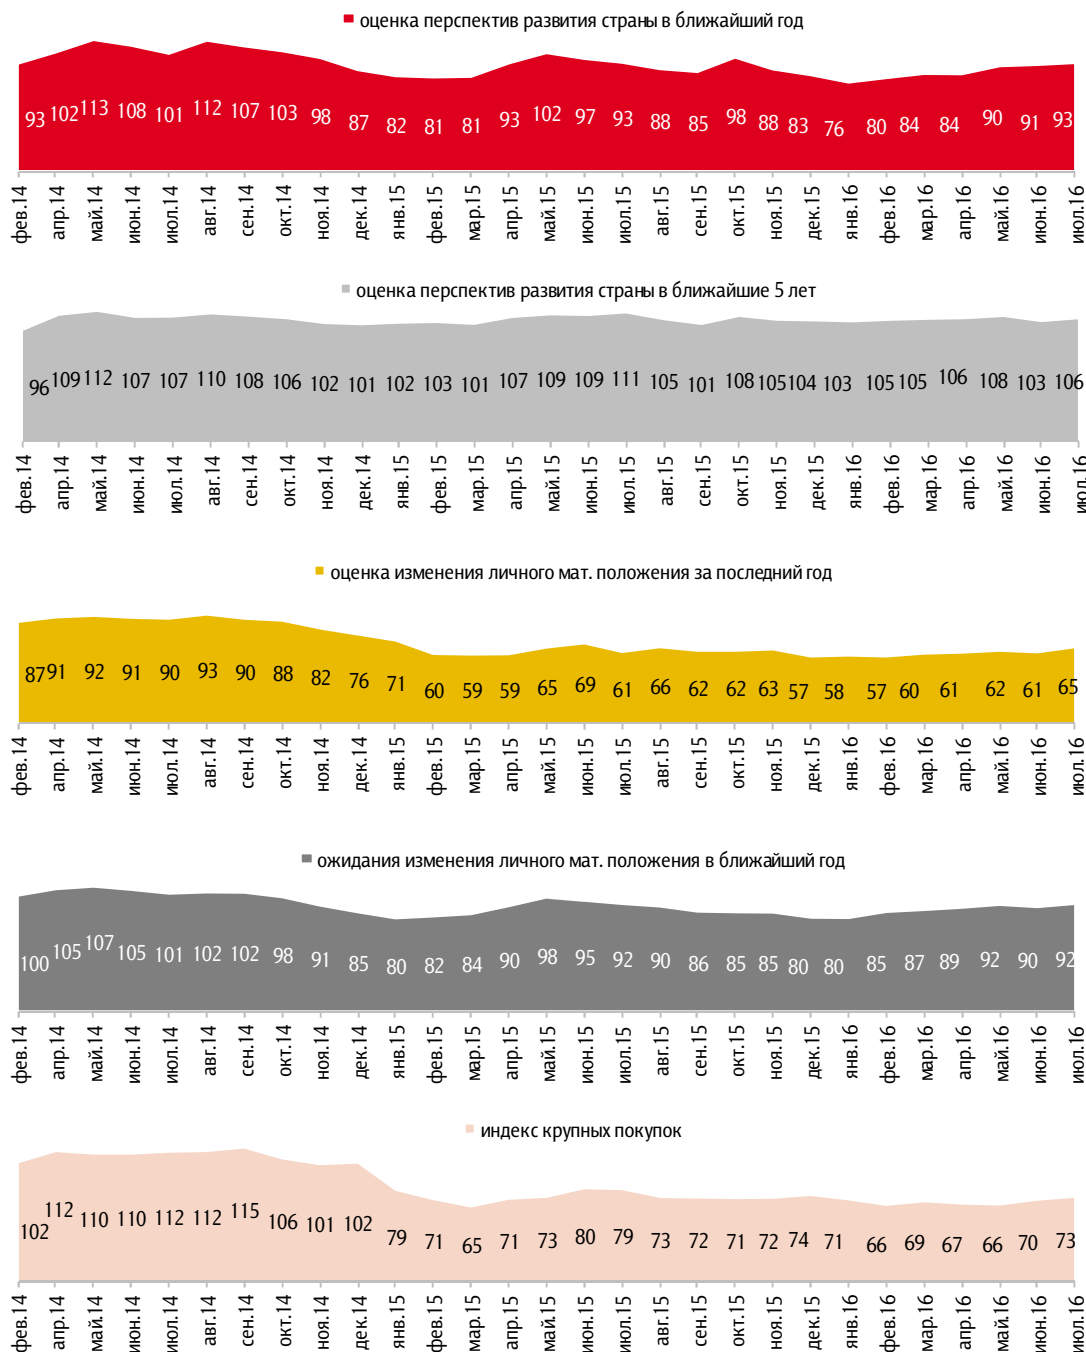 оценка перспектив развития страны в ближайший год
93 102 113 108 101 112 107 103 98 87 82 81 81 93 102 97 93 88 85 98 88 83 76 80 84 84 90 91 93
фев.14 апр.14 май.14 июн.14 июл.14 авг.14 сен.14 окт.14 ноя.14 дек.14 янв.15 фев.15 мар.15 апр.15 май.15 июн.15 июл.15 авг.15 сен.15 окт.15 ноя.15 дек.15 янв.16 фев.16 мар.16 апр.16 май.16 июн.16 июл.16
оценка перспектив развития страны в ближайшие 5 лет
96 109 112 107 107 110 108 106 102 101 102 103 101 107 109 109 111 105 101 108 105 104 103 105 105 106 108 103 106
фев.14 апр.14 май.14 июн.14 июл.14 авг.14 сен.14 окт.14 ноя.14 дек.14 янв.15 фев.15 мар.15 апр.15 май.15 июн.15 июл.15 авг.15 сен.15 окт.15 ноя.15 дек.15 янв.16 фев.16 мар.16 апр.16 май.16 июн.16 июл.16
оценка изменения личного мат. положения за последний год
87 91 92 91 90 93 90 88 82 76 71 60 59 59 65 69 61 66 62 62 63 57 58 57 60 61 62 61 65
фев.14 апр.14 май.14 июн.14 июл.14 авг.14 сен.14 окт.14 ноя.14 дек.14 янв.15 фев.15 мар.15 апр.15 май.15 июн.15 июл.15 авг.15 сен.15 окт.15 ноя.15 дек.15 янв.16 фев.16 мар.16 апр.16 май.16 июн.16 июл.16
ожидания изменения личного мат. положения в ближайший год
100 105 107 105 101 102 102 98 91 85 80 82 84 90 98 95 92 90 86 85 85 80 80 85 87 89 92 90 92
фев.14 апр.14 май.14 июн.14 июл.14 авг.14 сен.14 окт.14 ноя.14 дек.14 янв.15 фев.15 мар.15 апр.15 май.15 июн.15 июл.15 авг.15 сен.15 окт.15 ноя.15 дек.15 янв.16 фев.16 мар.16 апр.16 май.16 июн.16 июл.16
индекс крупных покупок
102 112 110 110 112 112 115 106 101 102 79 71 65 71 73 80 79 73 72 71 72 74 71 66 69 67 66 70 73
фев.14 апр.14 май.14 июн.14 июл.14 авг.14 сен.14 окт.14 ноя.14 дек.14 янв.15 фев.15 мар.15 апр.15 май.15 июн.15 июл.15 авг.15 сен.15 окт.15 ноя.15 дек.15 янв.16 фев.16 мар.16 апр.16 май.16 июн.16 июл.16